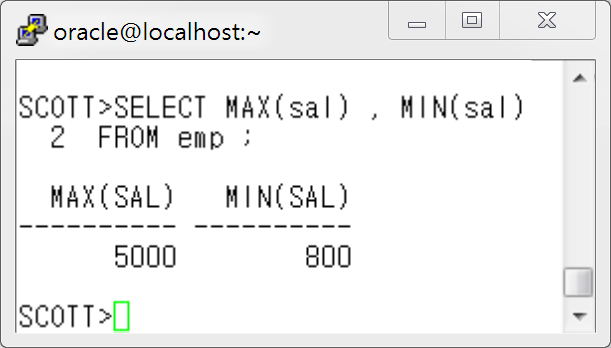 oracle@localhost:~
SCOTT>SELECT MAX(sal) , MIN(sal)
  2  FROM emp ;
  MAX(SAL)   MIN(SAL)
---------- ----------
      5000        800
SCOTT>